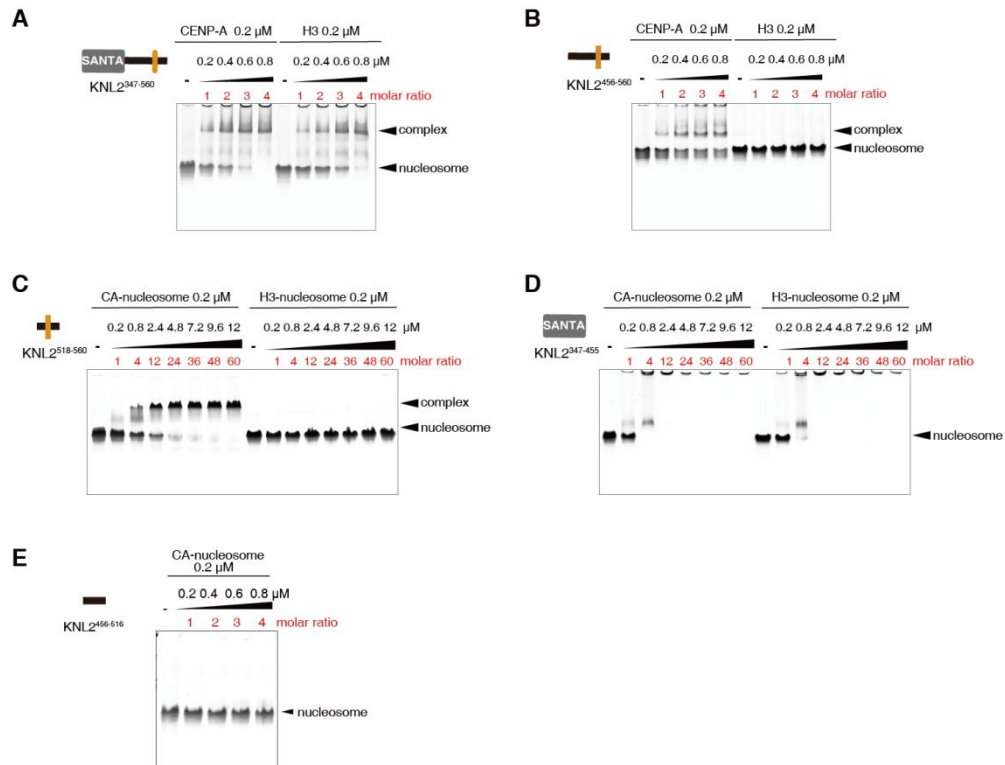 A
CENP-A 0.2 µM H3 0.2 µM
SANTA
KNL2347-560
- 0.2 0.4 0.6 0.8 - 0.2 0.4 0.6 0.8 µM
1 2 3 4 1 2 3 4 molar ratio
complex
nucleosome
B
CENP-A 0.2 µM H3 0.2 µM
KNL2456-560
- 0.2 0.4 0.6 0.8 - 0.2 0.4 0.6 0.8 µM
1 2 3 4 1 2 3 4 molar ratio
complex
nucleosome
C
CA-nucleosome 0.2 µM H3-nucleosome 0.2 µM
KNL2518-560
- 0.2 0.8 2.4 4.8 7.2 9.6 12 - 0.2 0.8 2.4 4.8 7.2 9.6 12 µM
1 4 12 24 36 48 60 1 4 12 24 36 48 60 molar ratio
complex
nucleosome
D
CA-nucleosome 0.2 µM H3-nucleosome 0.2 µM
SANTA
KNL2347-455
- 0.2 0.8 2.4 4.8 7.2 9.6 12 - 0.2 0.8 2.4 4.8 7.2 9.6 12 µM
1 4 12 24 36 48 60 1 4 12 24 36 48 60 molar ratio
nucleosome
E
CA-nucleosome
0.2 µM
KNL2456-516
- 0.2 0.4 0.6 0.8 µM
1 2 3 4 molar ratio
nucleosome